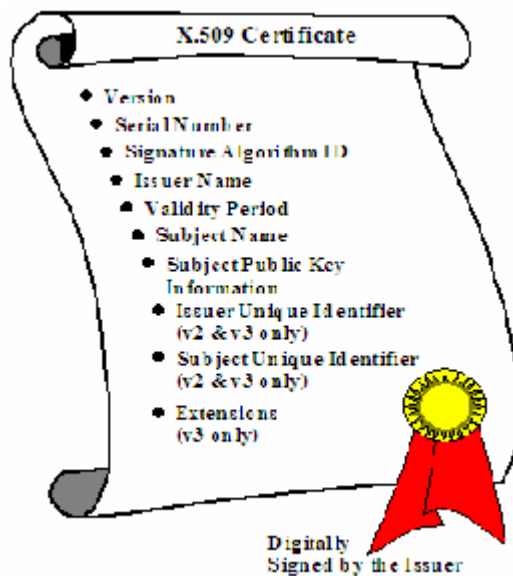 X.509 Certificate
• Version
• Serial Number
• Signature Algorithm ID
• Issuer Name
• Validity Period
• Subject Name
• Subject Public Key
Information
• Issuer Unique Identifier
(v2 & v3 only)
• Subject Unique Identifier
(v2 & v3 only)
• Extensions
(v3 only)
Digitally
Signed by the Issuer